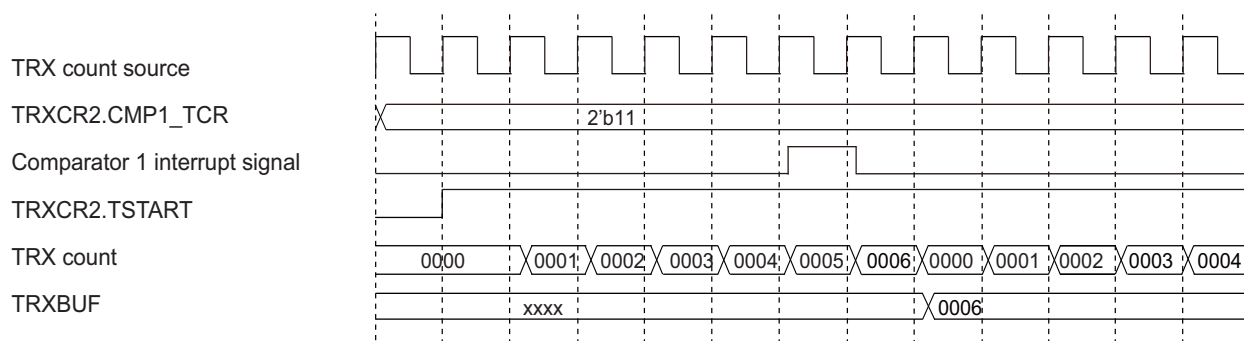 TRX count source
TRXCR2.CMP1_TCR 2'b11
Comparator 1 interrupt signal
TRXCR2.TSTART
TRX count 0000 0001 0002 0003 0004 0005 0006 0000 0001 0002 0003 0004
TRXBUF xxxx 0006